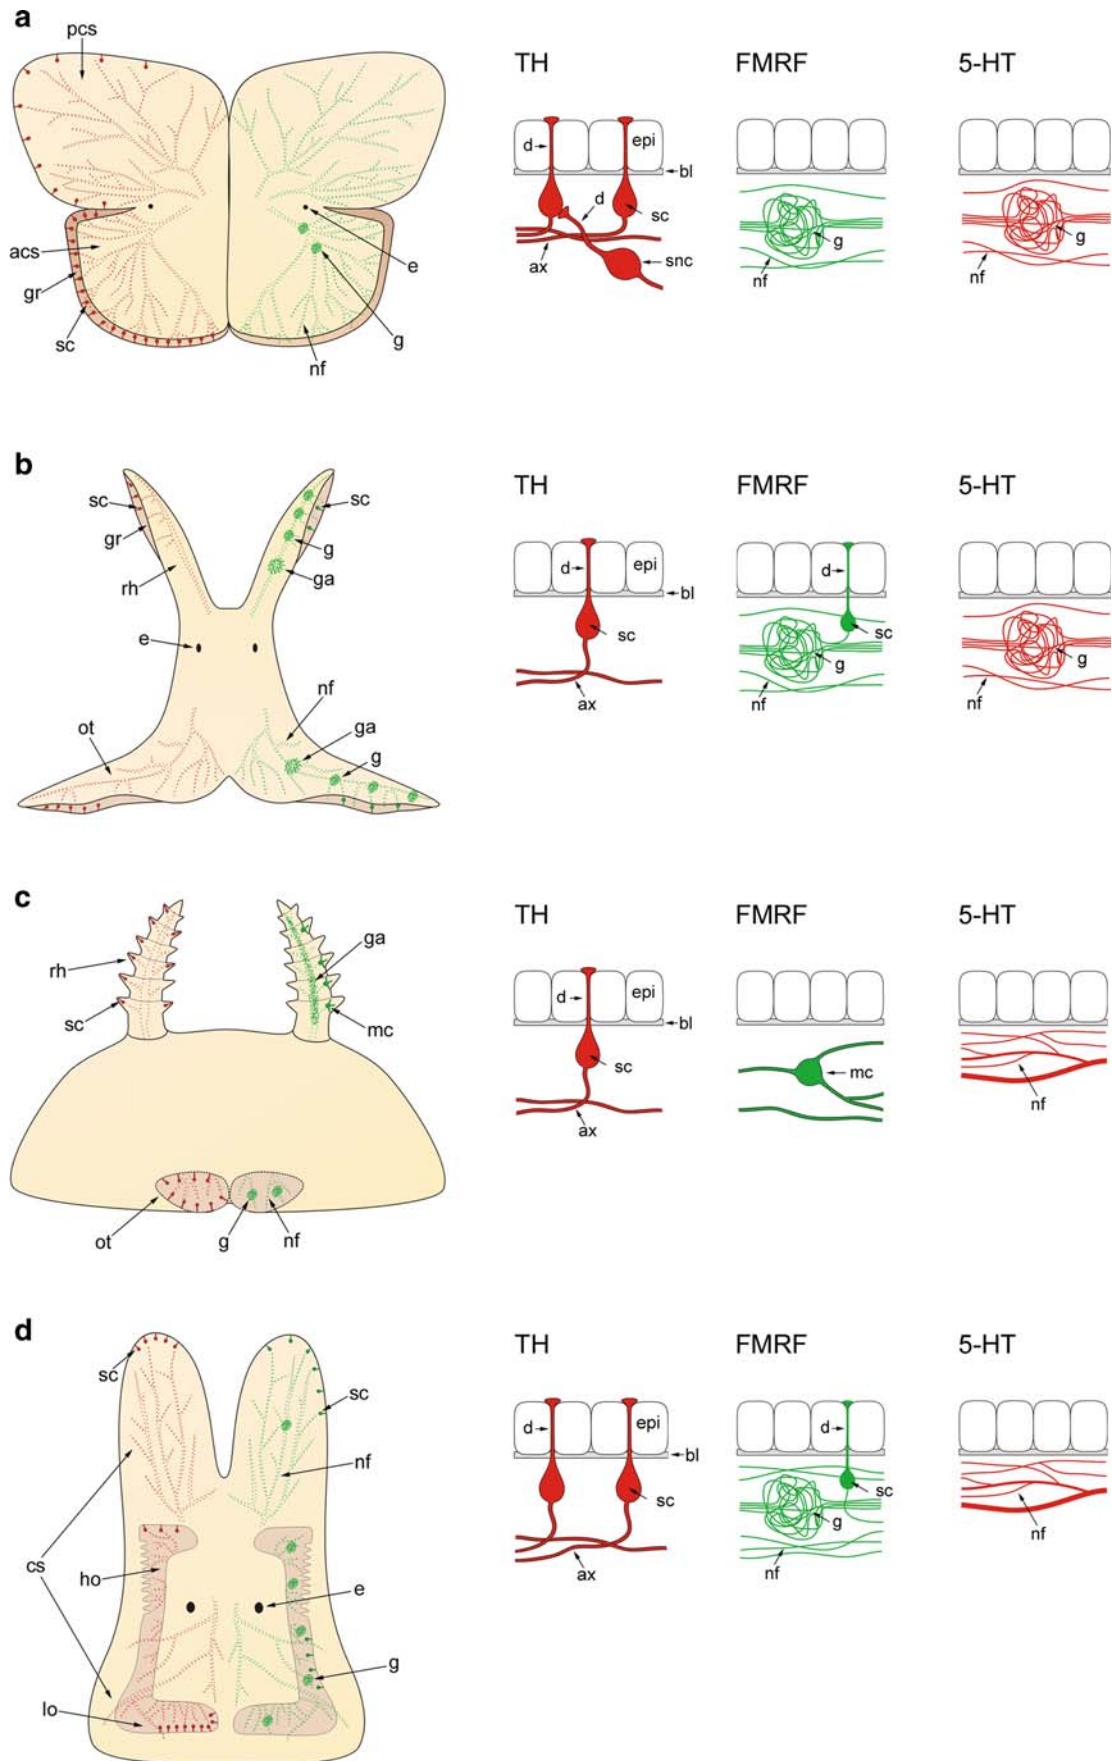 a
pcs
acs
gr
sc
nf
g
e
TH FMRF 5-HT
d
epi
bl
d
sc
snc
ax
g
nf
g
nf
b
sc
gr
rh
e
ot
sc
g
ga
nf
ga
g
TH FMRF 5-HT
d
epi
bl
sc
ax
d
sc
g
nf
g
nf
c
rh
sc
ga
mc
ot
g
nf
TH FMRF 5-HT
d
epi
bl
sc
ax
mc
nf
d
sc
sc
nf
cs
ho
e
g
lo
TH FMRF 5-HT
d
epi
bl
sc
ax
d
sc
g
nf
nf